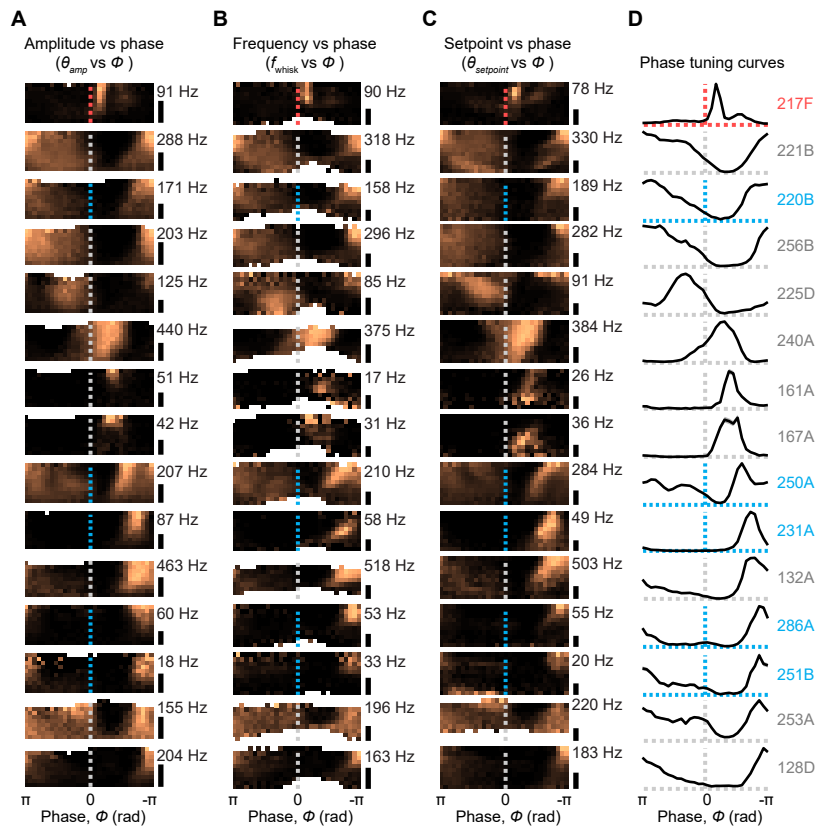 A
B
C
D
Amplitude vs phase
(θamp vs Φ )
Frequency vs phase
(fwhisk vs Φ )
Setpoint vs phase
(θsetpoint vs Φ )
Phase tuning curves
91 Hz
90 Hz
78 Hz
217F
288 Hz
318 Hz
330 Hz
221B
171 Hz
158 Hz
189 Hz
220B
203 Hz
296 Hz
282 Hz
256B
125 Hz
85 Hz
91 Hz
225D
440 Hz
375 Hz
384 Hz
240A
51 Hz
17 Hz
26 Hz
161A
42 Hz
31 Hz
36 Hz
167A
207 Hz
210 Hz
284 Hz
250A
87 Hz
58 Hz
49 Hz
231A
463 Hz
518 Hz
503 Hz
132A
60 Hz
53 Hz
55 Hz
286A
18 Hz
33 Hz
20 Hz
251B
155 Hz
196 Hz
220 Hz
253A
204 Hz
163 Hz
183 Hz
128D
π 0 -π
π 0 -π
π 0 -π
π 0 -π
Phase, Φ (rad)
Phase, Φ (rad)
Phase, Φ (rad)
Phase, Φ (rad)